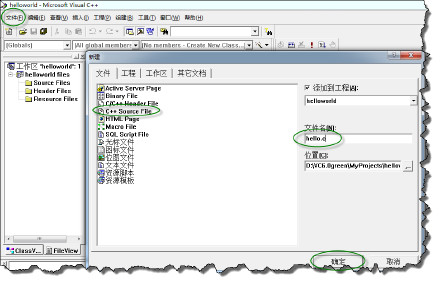 helloworld - Microsoft Visual C++
文件(F) 编辑(E) 查看(V) 插入(I) 工程(P) 组建(B) 工具(T) 窗口(W) 帮助(H)
(Globals) (All global members) (No members - Create New Class...
工作区 "helloworld": 1
helloworld files
Source Files
Header Files
Resource Files
ClassV... FileView
新建
文件 工程 工作区 其它文档
Active Server Page
Binary File
C/C++ Header File
C++ Source File
HTML Page
Macro File
SQL Script File
光标文件
图标文件
位图文件
文本文件
资源脚本
资源模板
添加到工程(A):
helloworld
文件名(N):
hello.c
位置(C):
D:\VC6.0green\MyProjects\hellow
...
确定 取消